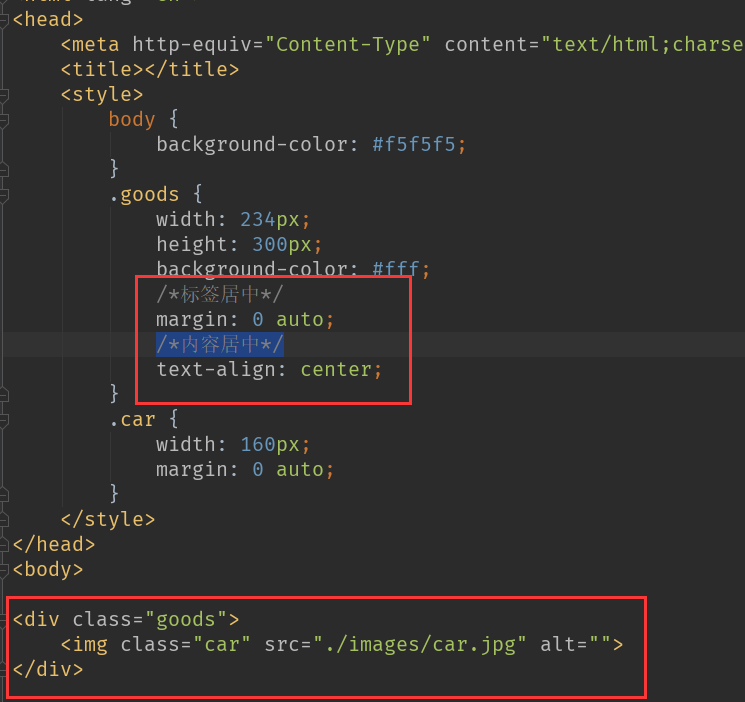 <head>
<meta http-equiv="Content-Type" content="text/html;charse
<title></title>
<style>
body {
background-color: #f5f5f5;
}
.goods {
width: 234px;
height: 300px;
background-color: #fff;
/*标签居中*/
margin: 0 auto;
/*内容居中*/
text-align: center;
}
.car {
width: 160px;
margin: 0 auto;
}
</style>
</head>
<body>
<div class="goods">
<img class="car" src="./images/car.jpg" alt="">
</div>